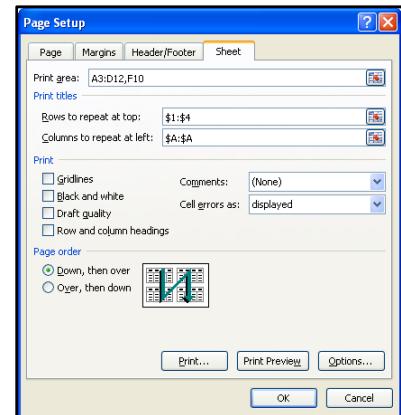 Page Setup
Page Margins Header/Footer Sheet
Print area: A3:D12,F10
Print titles
Rows to repeat at top: $1:$4
Columns to repeat at left: $A:$A
Print
Gridlines Comments: (None)
Black and white Cell errors as: displayed
Draft quality
Row and column headings
Page order
Down, then over
Over, then down
Print... Print Preview Options...
OK Cancel